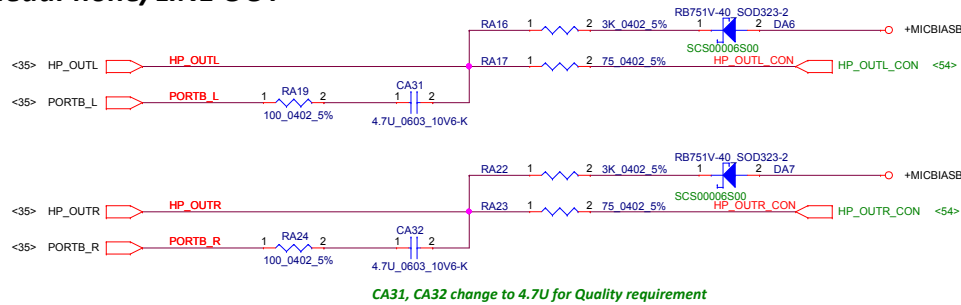 RB751V-40_SOD323-2
RA16 1 2 3K_0402_5% 1 2 DA6 +MICBIASB
SCS00006S00
<35> HP_OUTL HP_OUTL RA17 1 2 75_0402_5% HP_OUTL_CON HP_OUTL_CON <54>
<35> PORTB_L PORTB_L 1 RA19 2 1 CA31 2
100_0402_5% 4.7U_0603_10V6-K
RB751V-40_SOD323-2
RA22 1 2 3K_0402_5% 1 2 DA7 +MICBIASB
SCS00006S00
<35> HP_OUTR HP_OUTR RA23 1 2 75_0402_5% HP_OUTR_CON HP_OUTR_CON <54>
<35> PORTB_R PORTB_R 1 RA24 2 1 CA32 2
100_0402_5% 4.7U_0603_10V6-K
CA31, CA32 change to 4.7U for Quality requirement